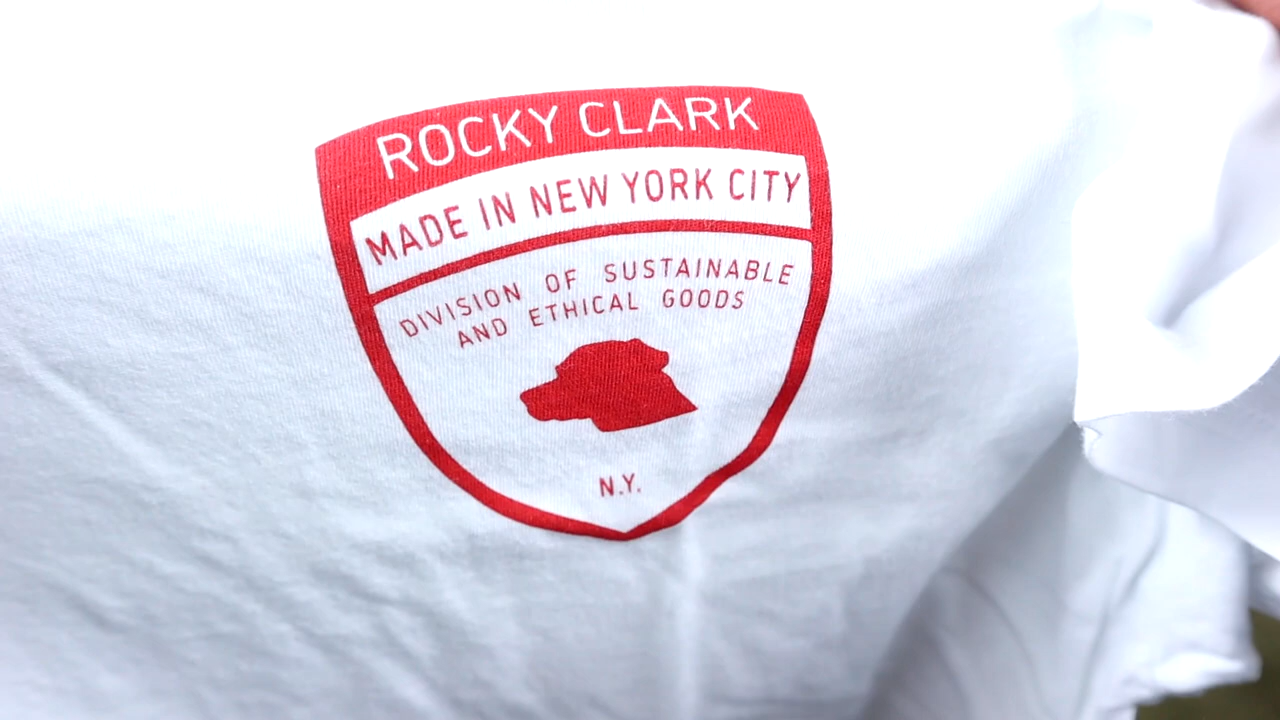 ROCKY CLARK
MADE IN NEW YORK CITY
DIVISION OF SUSTAINABLE
AND ETHICAL GOODS
N.Y.